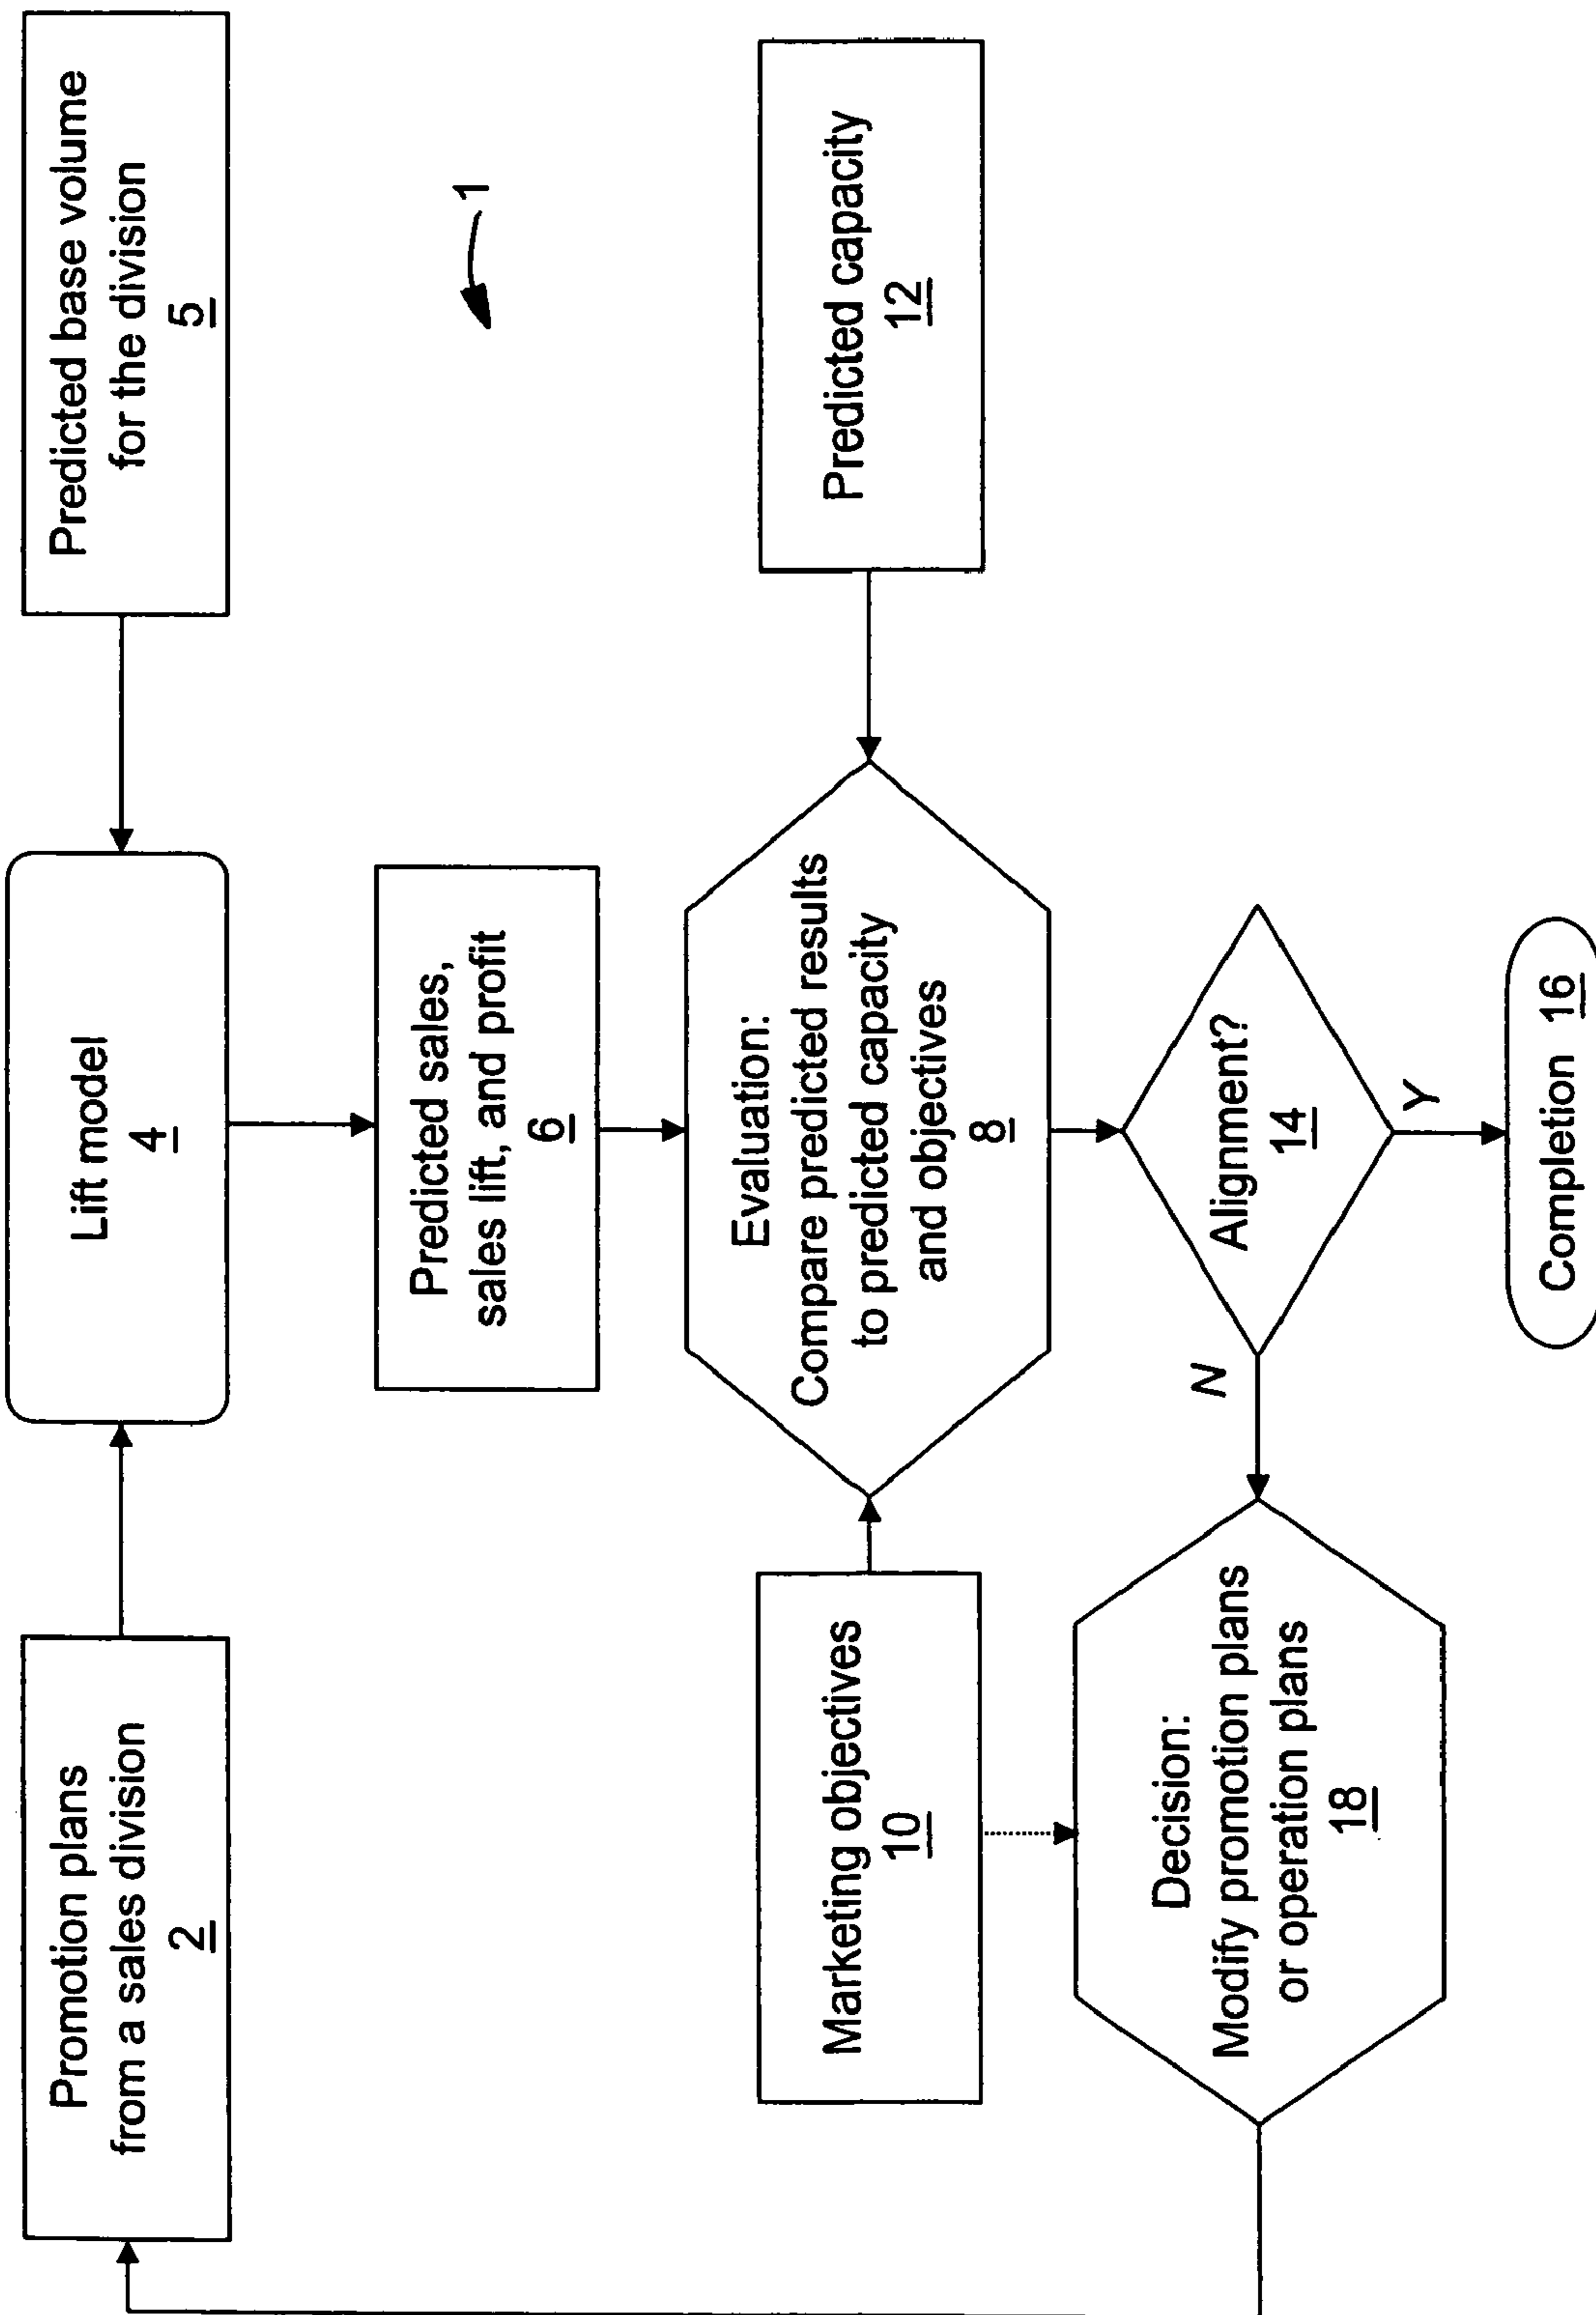 Promotion plans
from a sales division
2
Lift model
4
Predicted base volume
for the division
5
Predicted sales,
sales lift, and profit
6
1
Marketing objectives
10
Evaluation:
Compare predicted results
to predicted capacity
and objectives
8
Predicted capacity
12
Decision:
Modify promotion plans
or operation plans
18
N
Alignment?
14
Y
Completion 16